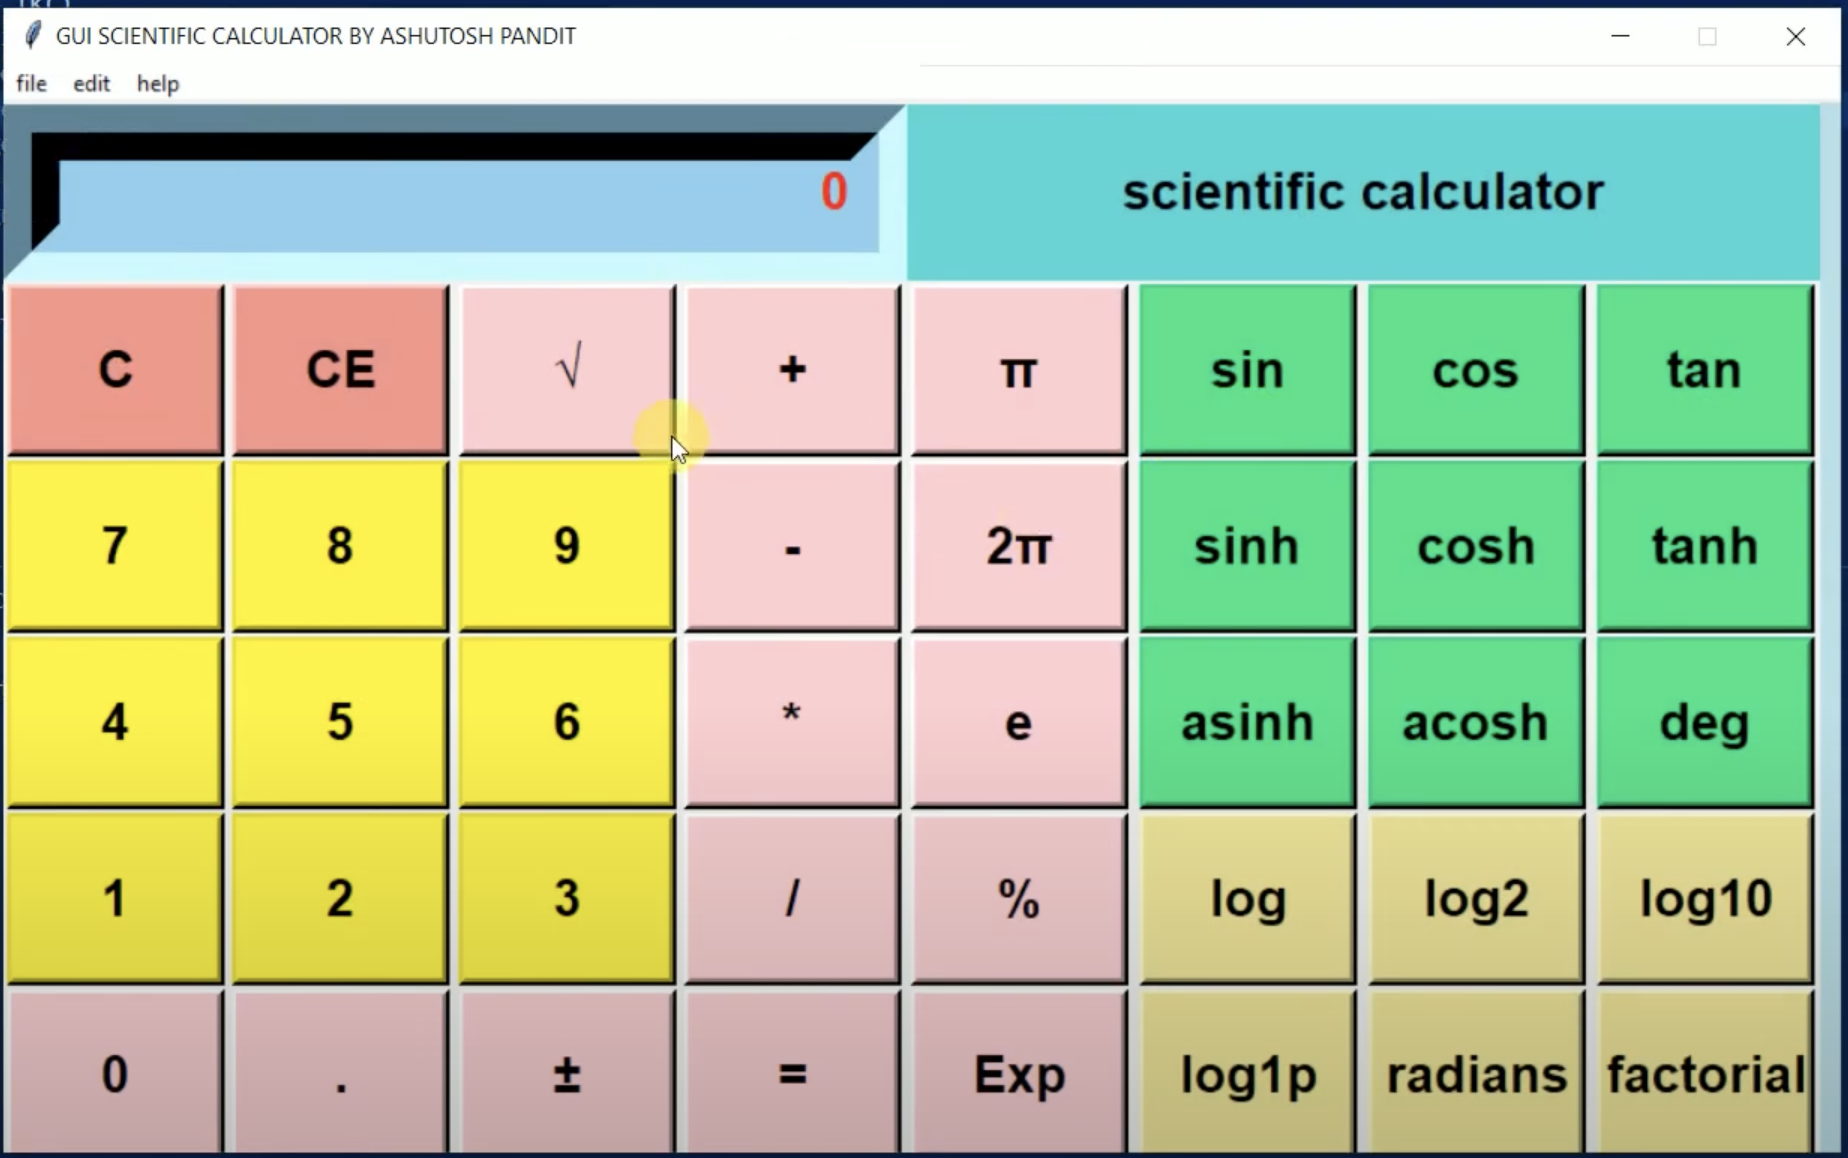 GUI SCIENTIFIC CALCULATOR BY ASHUTOSH PANDIT
file edit help
0
scientific calculator
C CE √ + π sin cos tan
7 8 9 - 2π sinh cosh tanh
4 5 6 * e asinh acosh deg
1 2 3 / % log log2 log10
0 . ± = Exp log1p radians factorial